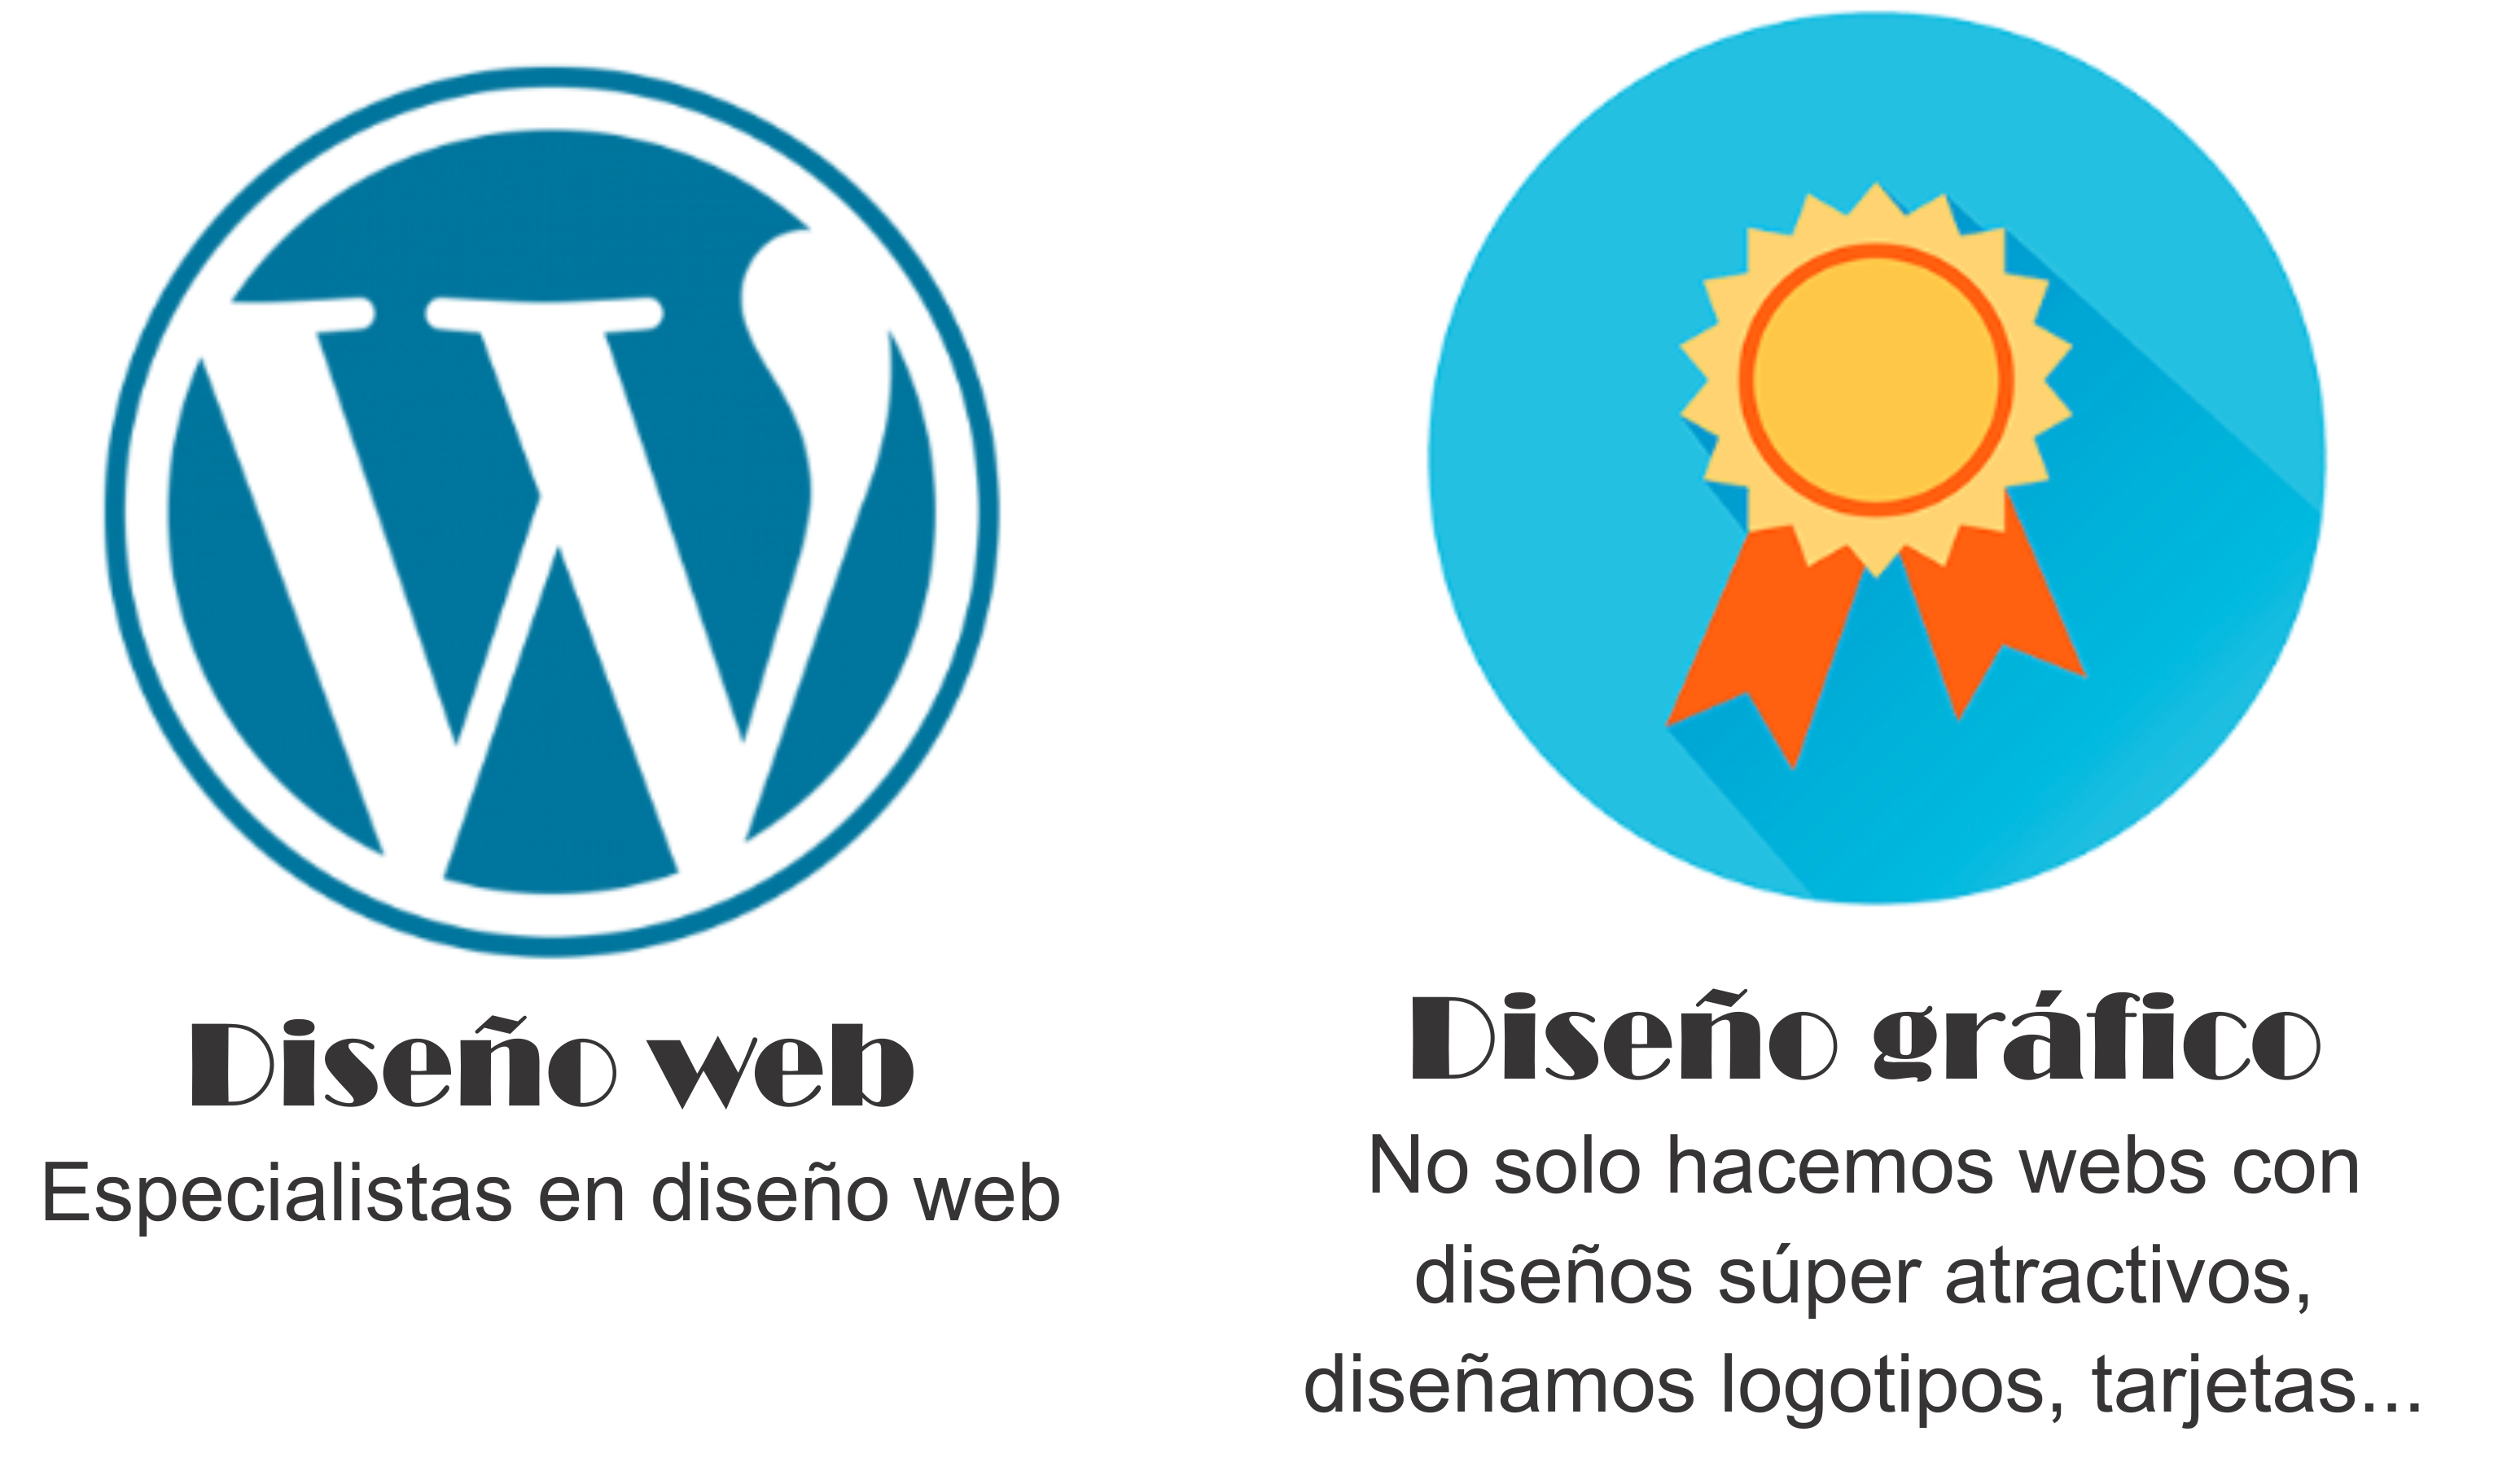 Diseño web
Especialistas en diseño web
Diseño gráfico
No solo hacemos webs con
diseños súper atractivos,
diseñamos logotipos, tarjetas...